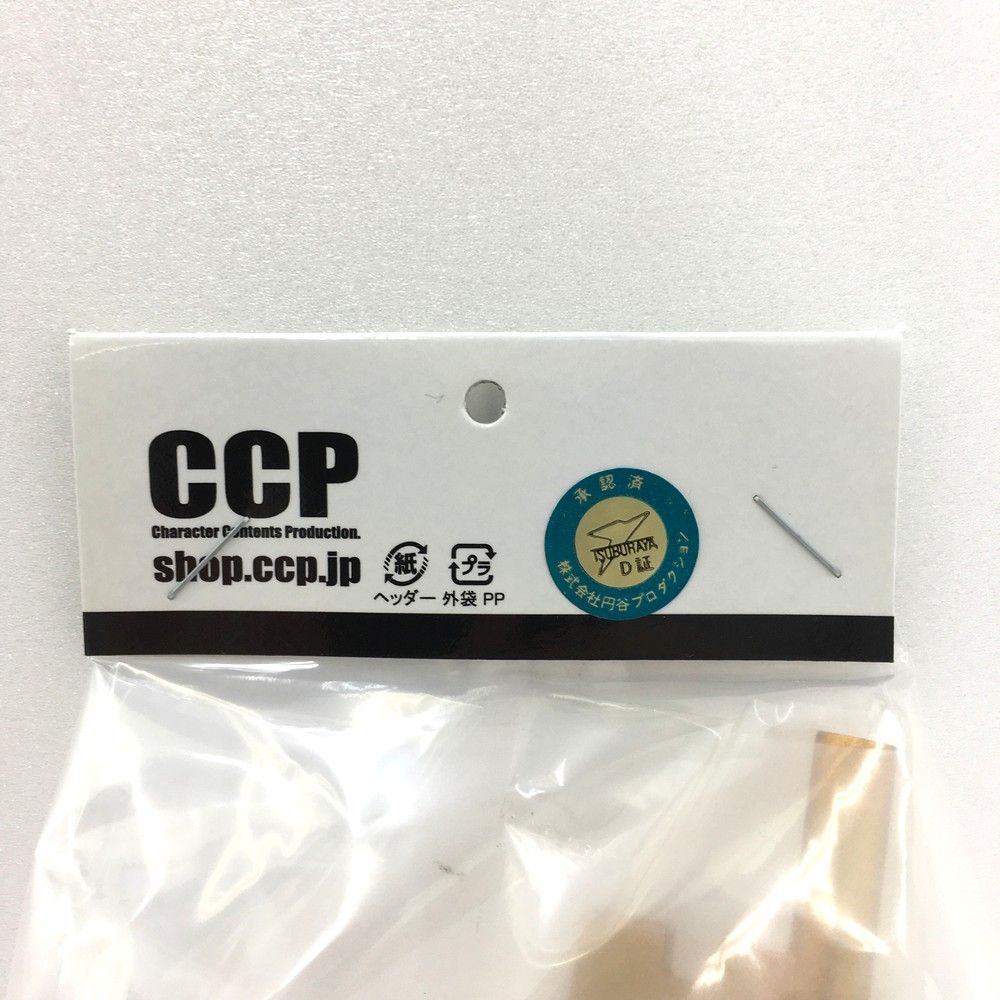 CCP
Character Contents Production.
shop.ccp.jp
紙 プラ
ヘッダー 外袋 PP
承認済
TSUBURAYA
D証
株式会社円谷プロダクション